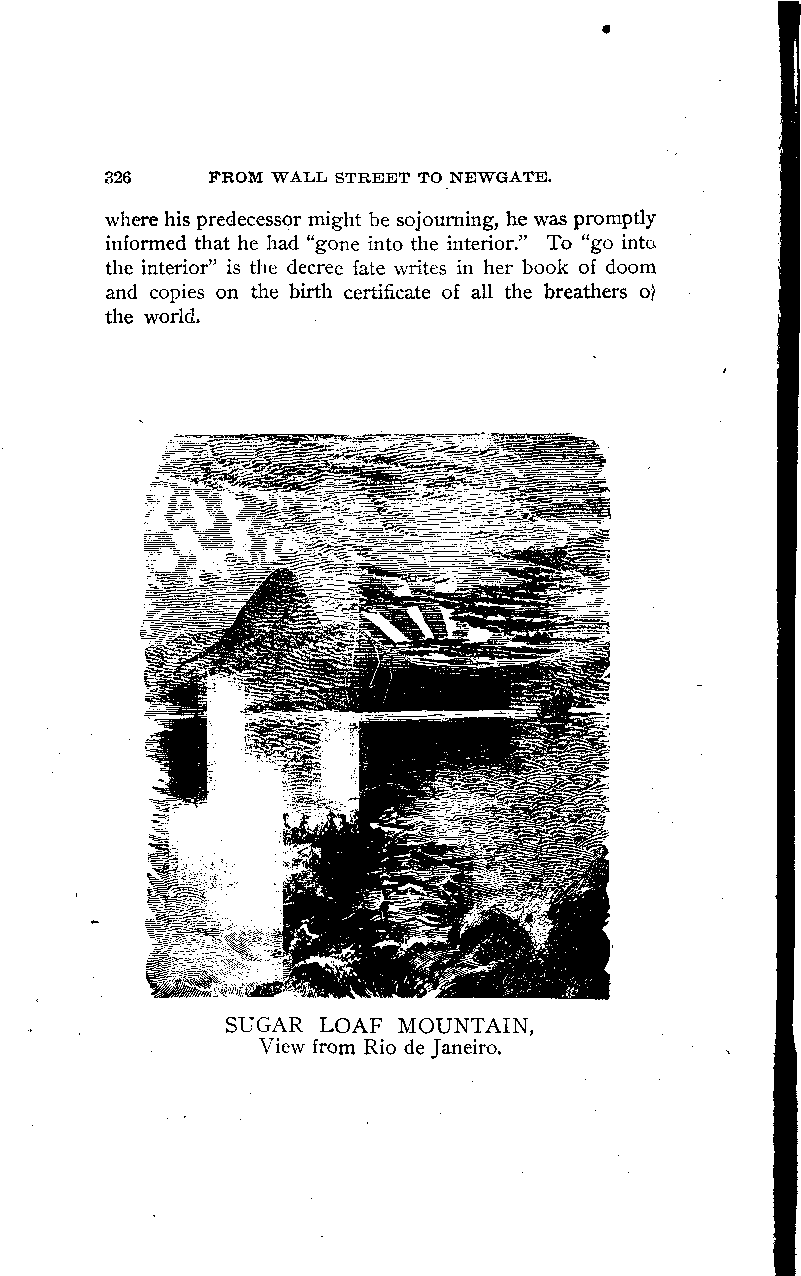 326 FROM WALL STREET TO NEWGATE.
where his predecessor might be sojourning, he was promptly
informed that he had “gone into the interior.” To “go into
the interior” is the decree fate writes in her book of doom
and copies on the birth certificate of all the breathers of
the world.
SUGAR LOAF MOUNTAIN,
View from Rio de Janeiro.